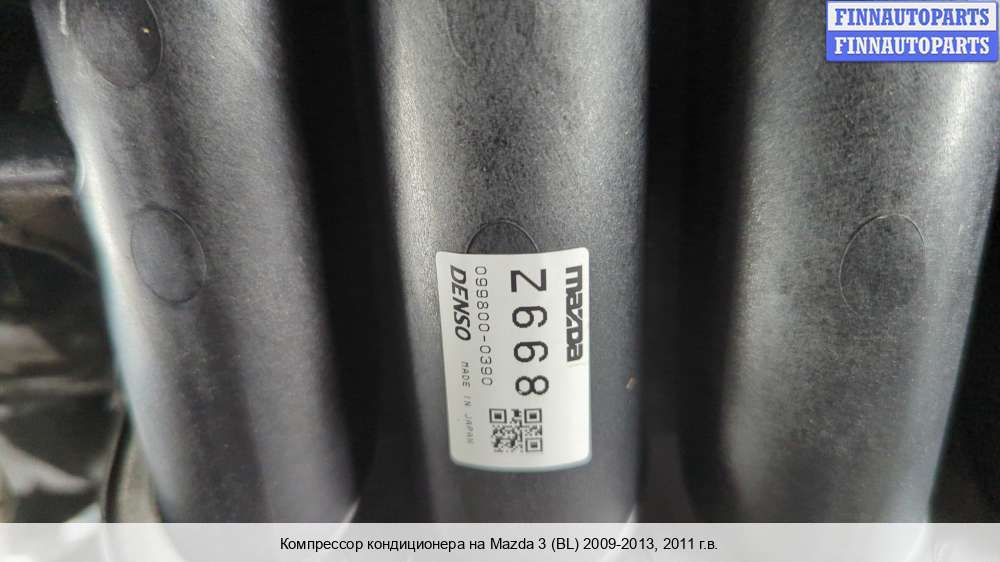 FINNAUTOPARTS
FINNAUTOPARTS
mazda
Z668
099800-0390
DENSO MADE IN JAPAN
Компрессор кондиционера на Mazda 3 (BL) 2009-2013, 2011 г.в.